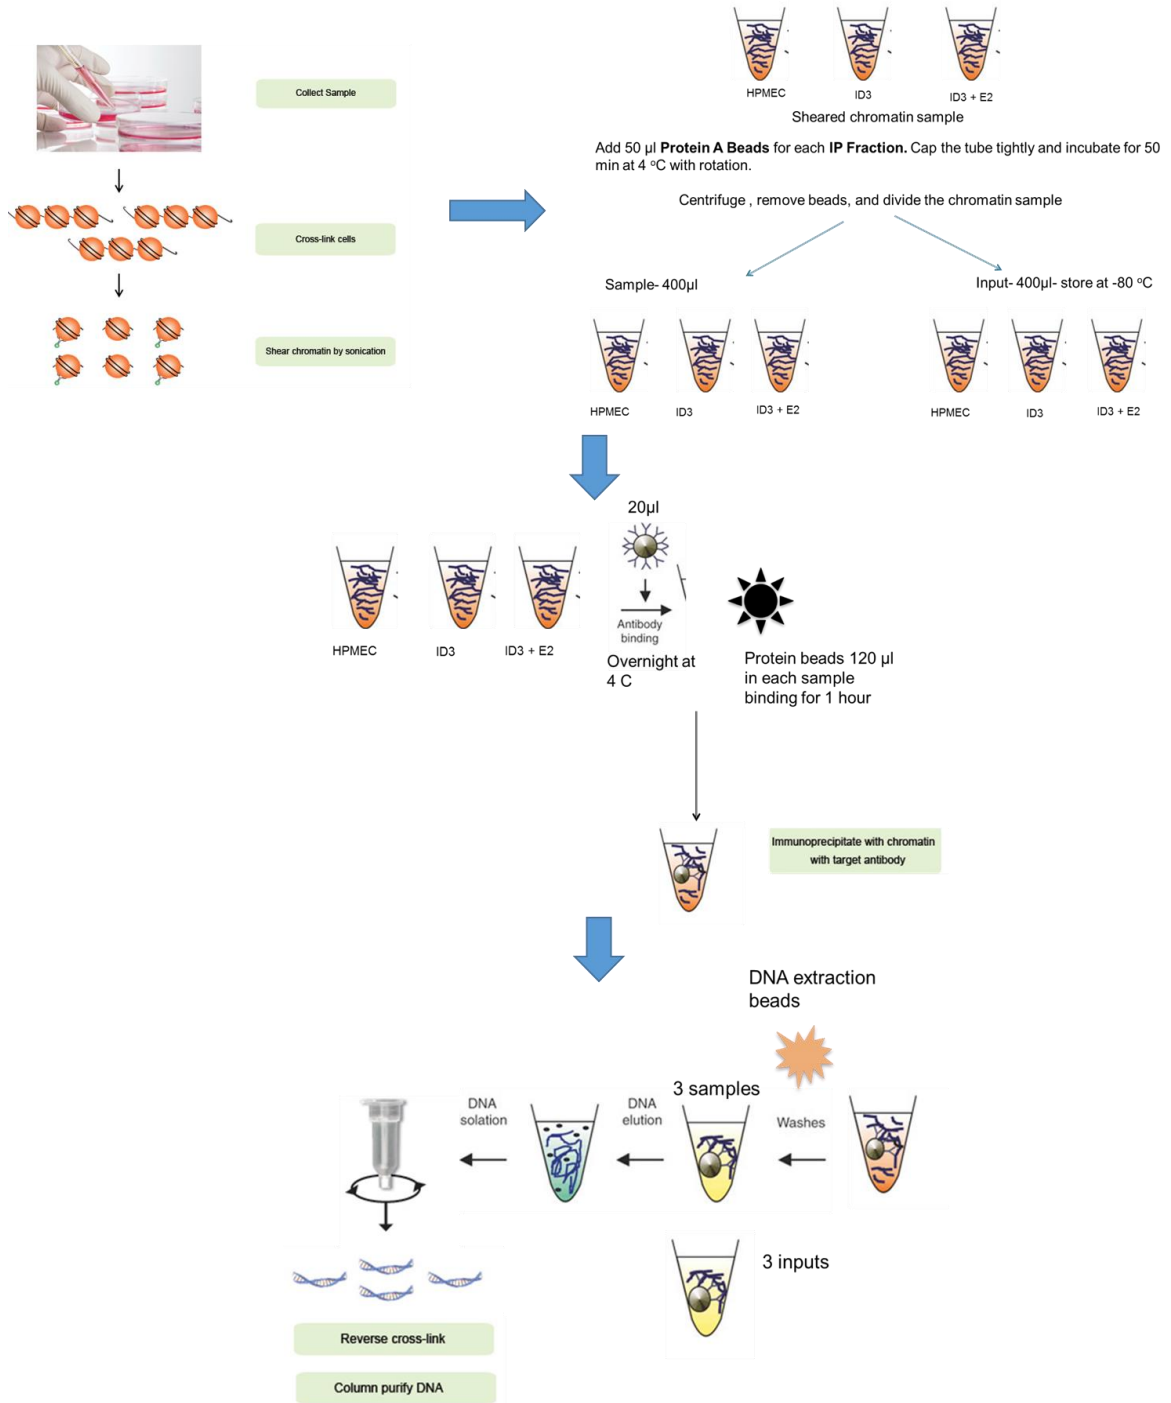 Collect Sample
Cross-link cells
Shear chromatin by sonication
HPMEC
ID3
ID3 + E2
Sheared chromatin sample
Add 50 µl Protein A Beads for each IP Fraction. Cap the tube tightly and incubate for 50
min at 4 °C with rotation.
Centrifuge , remove beads, and divide the chromatin sample
Sample- 400µl
Input- 400µl- store at -80 °C
HPMEC
ID3
ID3 + E2
HPMEC
ID3
ID3 + E2
20µl
Antibody
binding
HPMEC
ID3
ID3 + E2
Overnight at
4 C
Protein beads 120 µl
in each sample
binding for 1 hour
Immunoprecipitate with chromatin
with target antibody
DNA extraction
beads
3 samples
DNA
solation
DNA
elution
Washes
3 inputs
Reverse cross-link
Column purify DNA